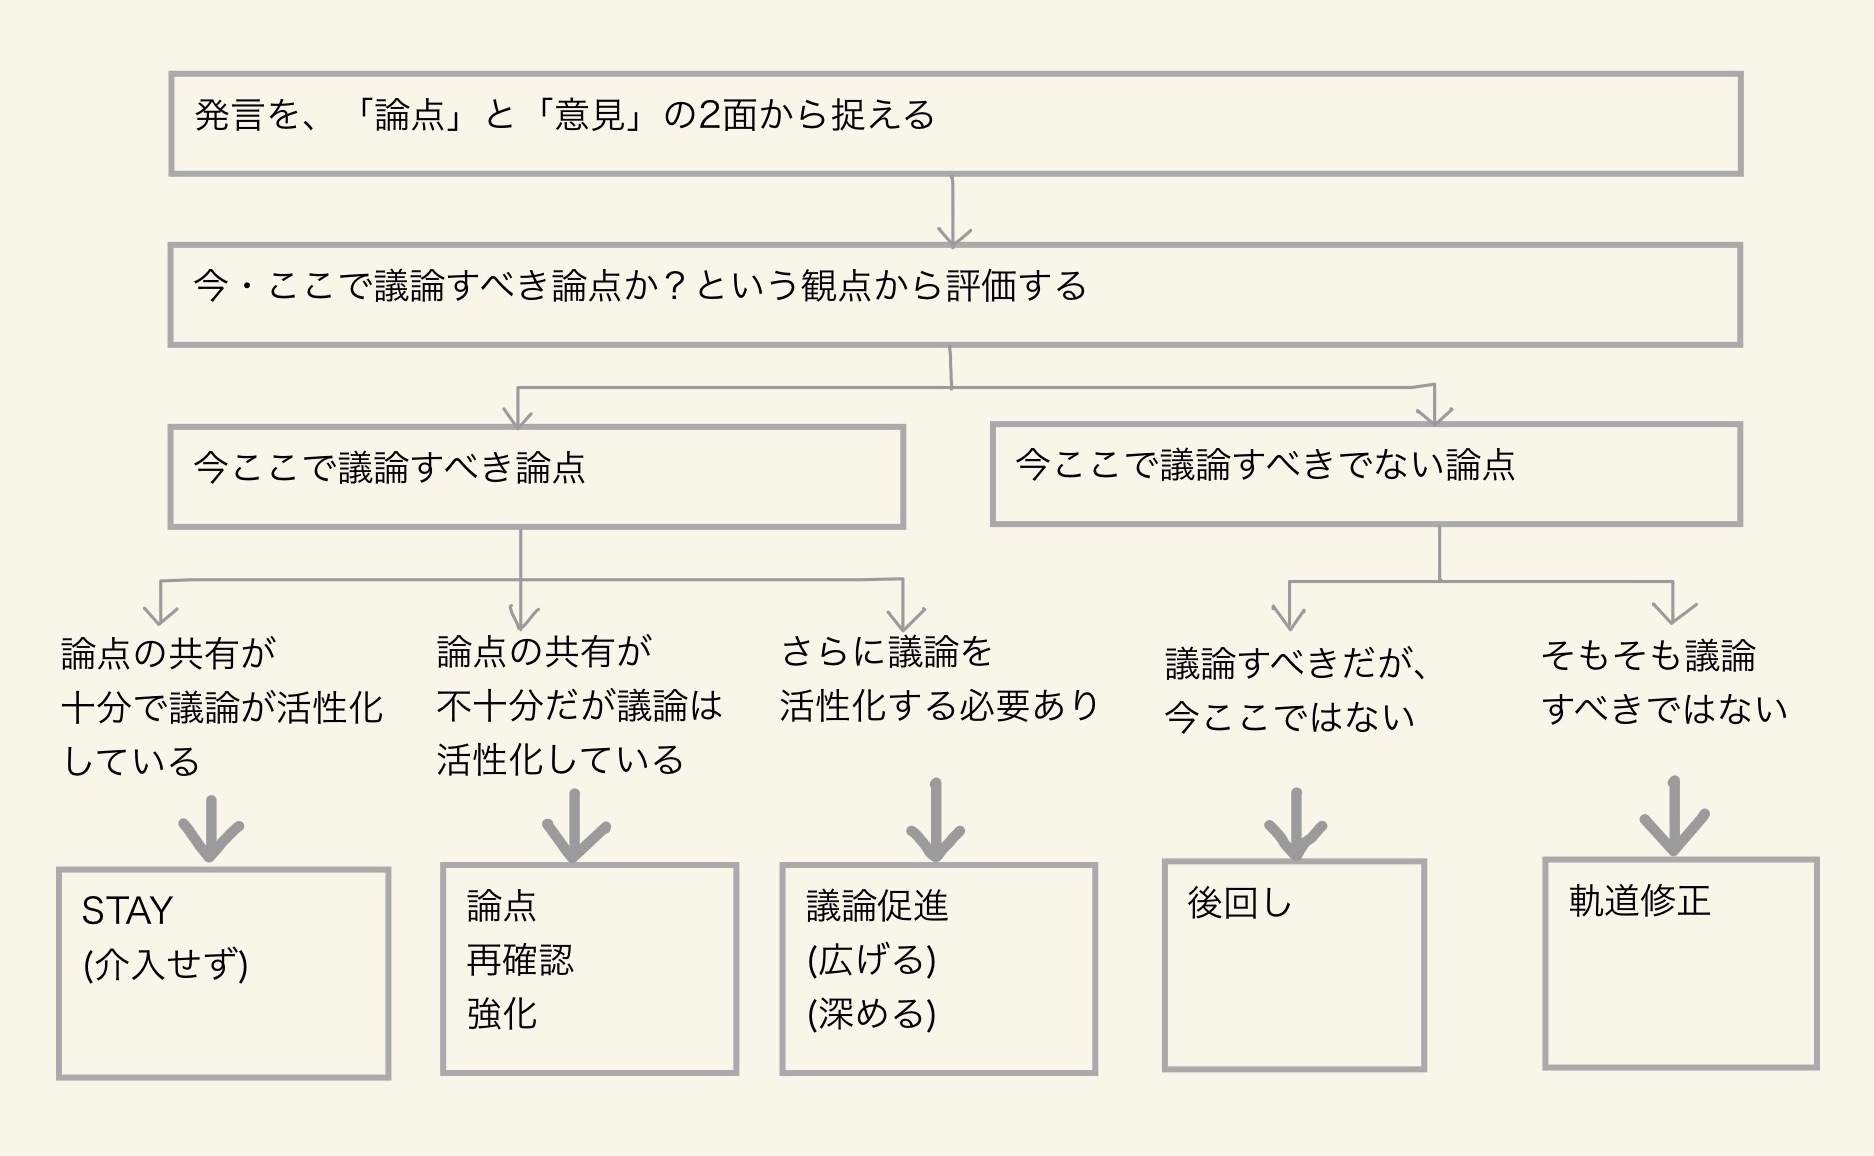 発言を、「論点」と「意見」の2面から捉える
今・ここで議論すべき論点か？という観点から評価する
今ここで議論すべき論点
今ここで議論すべきでない論点
論点の共有が
十分で議論が活性化
している
論点の共有が
不十分だが議論は
活性化している
さらに議論を
活性化する必要あり
議論すべきだが、
今ここではない
そもそも議論
すべきではない
STAY
(介入せず)
論点
再確認
強化
議論促進
(広げる)
(深める)
後回し
軌道修正